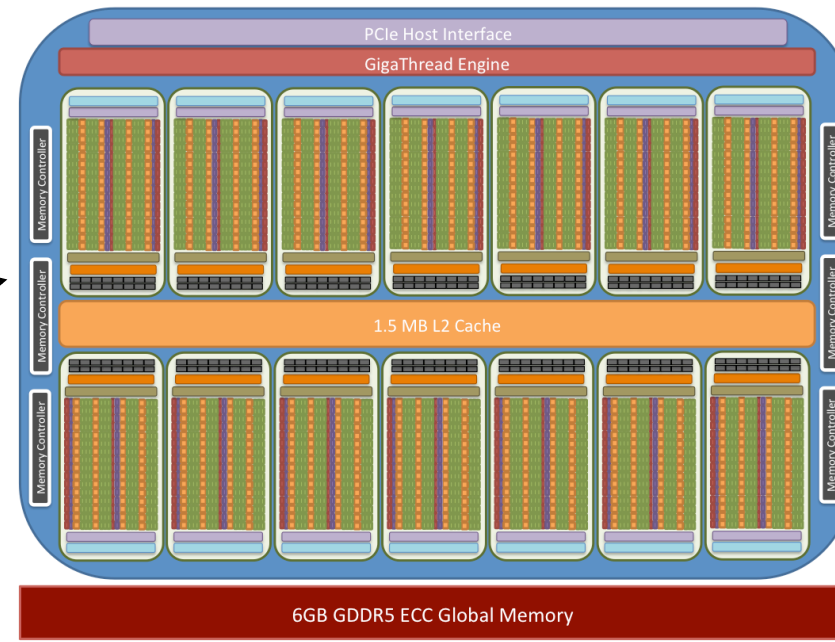 PCIe Host Interface
GigaThread Engine
Memory Controller
Memory Controller
Memory Controller
Memory Controller
1.5 MB L2 Cache
Memory Controller
Memory Controller
6GB GDDR5 ECC Global Memory